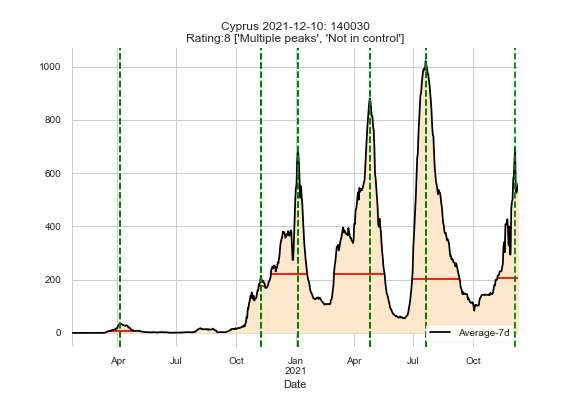 Cyprus 2021-12-10: 140030
Rating:8 ['Multiple peaks', 'Not in control']
1000
800
600
400
200
0
Apr Jul Oct Jan Apr Jul Oct
2021
Date
Average-7d